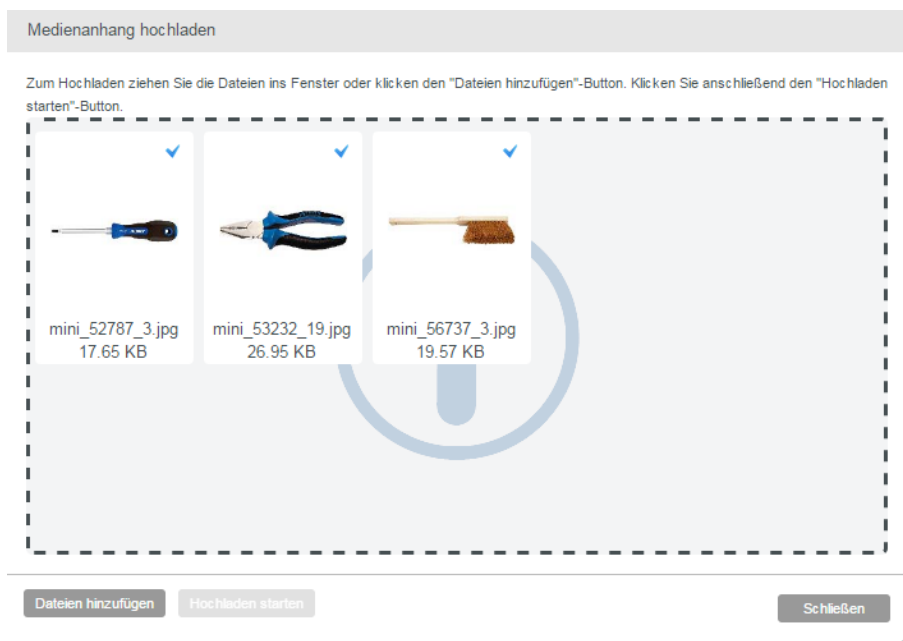 Medienanhang hochladen
Zum Hochladen ziehen Sie die Dateien ins Fenster oder klicken den "Dateien hinzufügen"-Button. Klicken Sie anschließend den "Hochladen
starten"-Button.
mini_52787_3.jpg
mini_53232_19.jpg
mini_56737_3.jpg
17.65 KB
26.95 KB
19.57 KB
Dateien hinzufügen
Hochladen starten
Schließen